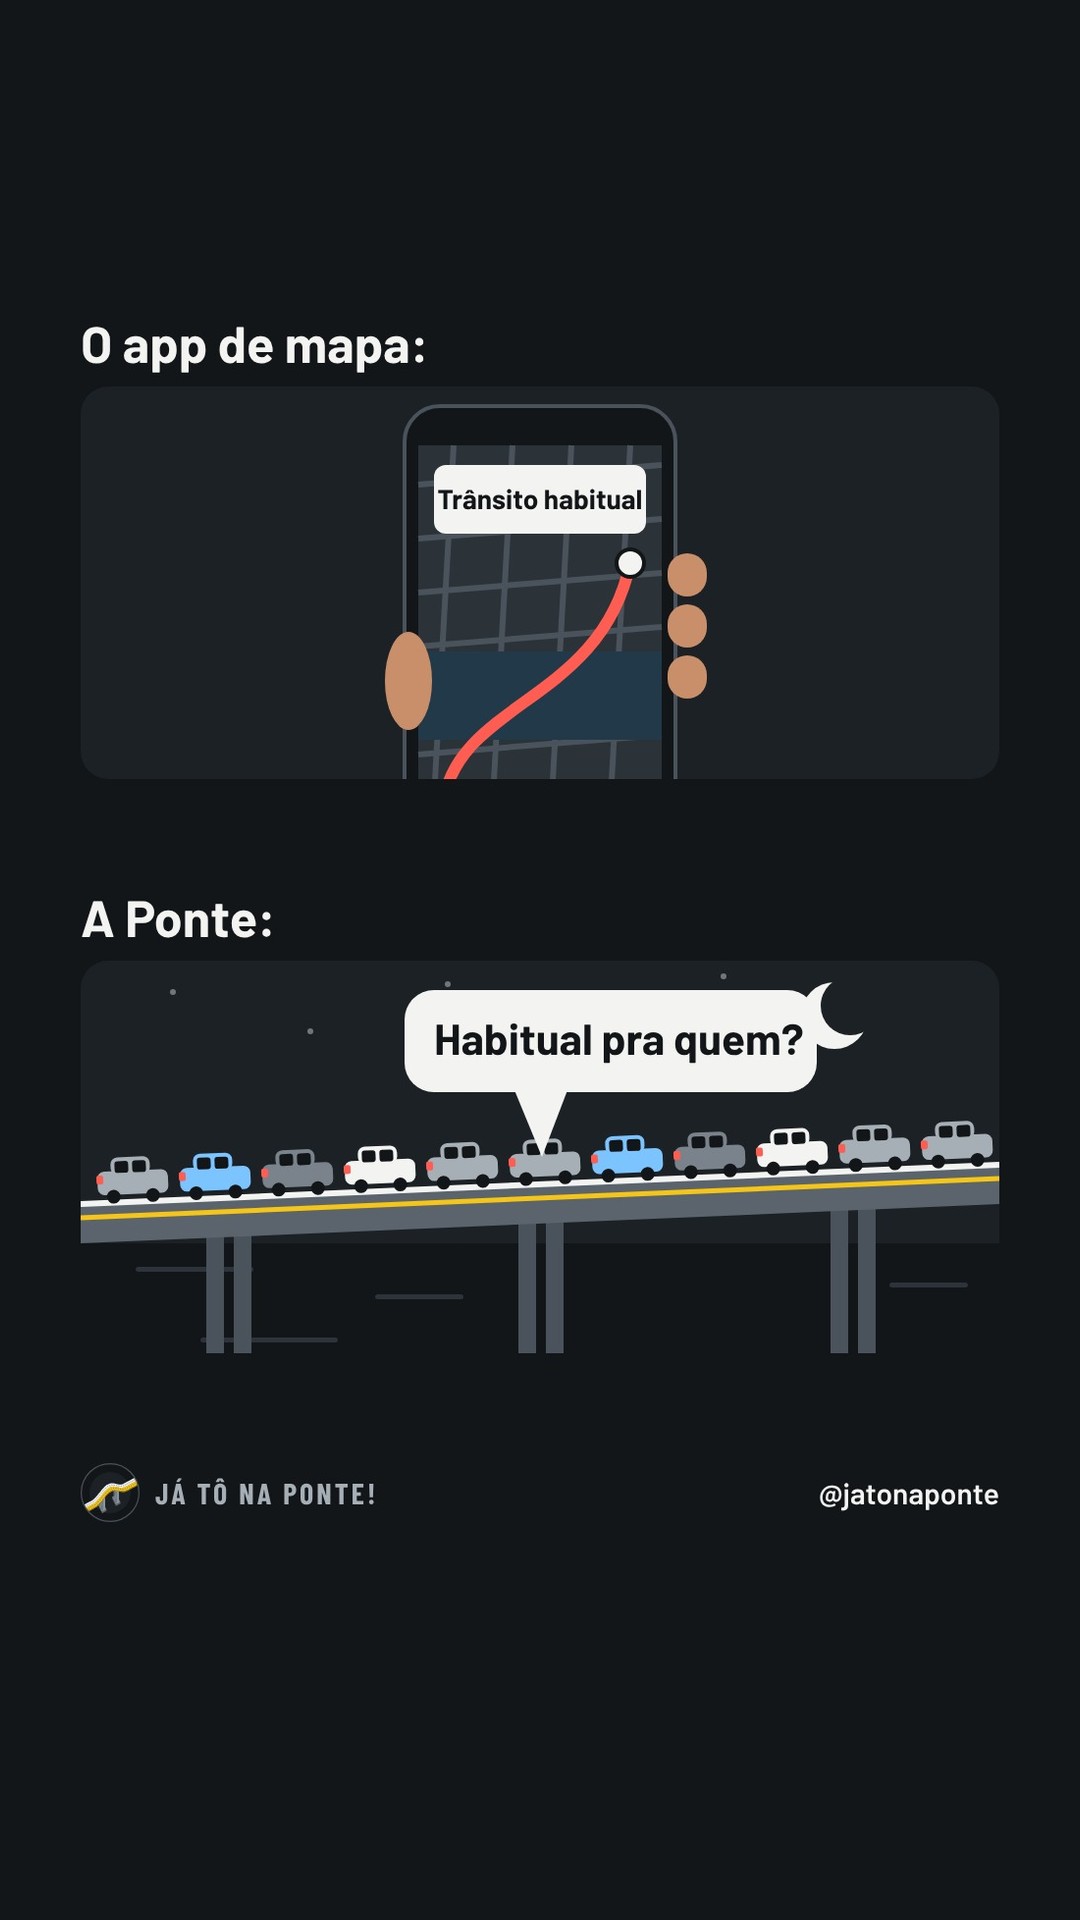 O app de mapa:
Trânsito habitual
A Ponte:
Habitual pra quem?
JÁ TÔ NA PONTE!
@jatonaponte